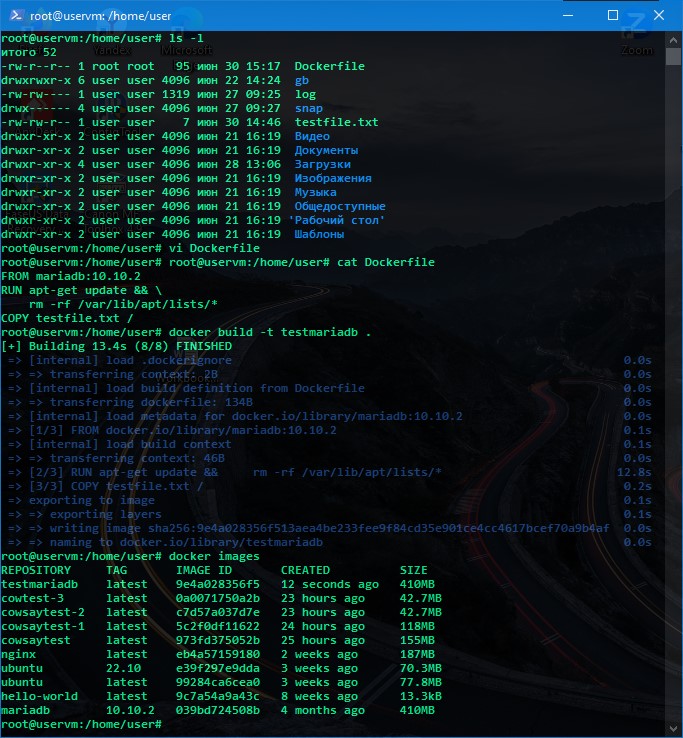 root@uservm: /home/user
root@uservm:/home/user# ls -l
итого 52
-rw-r--r-- 1 root root   95 июн 30 15:17  Dockerfile
drwxrwxr-x 6 user user 4096 июн 22 14:24  gb
-rw-rw---- 1 user user 1319 июн 27 09:25  log
drwx------ 4 user user 4096 июн 27 09:27  snap
-rw-rw-r-- 1 user user    7 июн 30 14:46  testfile.txt
drwxr-xr-x 2 user user 4096 июн 21 16:19  Видео
drwxr-xr-x 2 user user 4096 июн 21 16:19  Документы
drwxr-xr-x 4 user user 4096 июн 28 13:06  Загрузки
drwxr-xr-x 2 user user 4096 июн 21 16:19  Изображения
drwxr-xr-x 2 user user 4096 июн 21 16:19  Музыка
drwxr-xr-x 2 user user 4096 июн 21 16:19  Общедоступные
drwxr-xr-x 2 user user 4096 июн 21 16:19 'Рабочий стол'
drwxr-xr-x 2 user user 4096 июн 21 16:19  Шаблоны
root@uservm:/home/user# vi Dockerfile
root@uservm:/home/user# root@uservm:/home/user# cat Dockerfile
FROM mariadb:10.10.2
RUN apt-get update && \
    rm -rf /var/lib/apt/lists/*
COPY testfile.txt /
root@uservm:/home/user# docker build -t testmariadb .
[+] Building 13.4s (8/8) FINISHED
=> [internal] load .dockerignore 0.0s
=> => transferring context: 2B 0.0s
=> [internal] load build definition from Dockerfile 0.0s
=> => transferring dockerfile: 134B 0.0s
=> [internal] load metadata for docker.io/library/mariadb:10.10.2 0.0s
=> [1/3] FROM docker.io/library/mariadb:10.10.2 0.1s
=> [internal] load build context 0.1s
=> => transferring context: 46B 0.0s
=> [2/3] RUN apt-get update &&     rm -rf /var/lib/apt/lists/* 12.8s
=> [3/3] COPY testfile.txt / 0.2s
=> exporting to image 0.1s
=> => exporting layers 0.1s
=> => writing image sha256:9e4a028356f513aea4be233fee9f84cd35e901ce4cc4617bcef70a9b4af 0.0s
=> => naming to docker.io/library/testmariadb 0.0s
root@uservm:/home/user# docker images
REPOSITORY     TAG       IMAGE ID       CREATED          SIZE
testmariadb    latest    9e4a028356f5   12 seconds ago   410MB
cowtest-3      latest    0a0071750a2b   23 hours ago     42.7MB
cowsaytest-2   latest    c7d57a037d7e   23 hours ago     42.7MB
cowsaytest-1   latest    5c2f0df11622   24 hours ago     118MB
cowsaytest     latest    973fd375052b   25 hours ago     155MB
nginx          latest    eb4a57159180   2 weeks ago      187MB
ubuntu         22.10     e39f297e9dda   3 weeks ago      70.3MB
ubuntu         latest    99284ca6cea0   3 weeks ago      77.8MB
hello-world    latest    9c7a54a9a43c   8 weeks ago      13.3kB
mariadb        10.10.2   039bd724508b   4 months ago     410MB
root@uservm:/home/user#
Yandex
Microsoft
Zoom